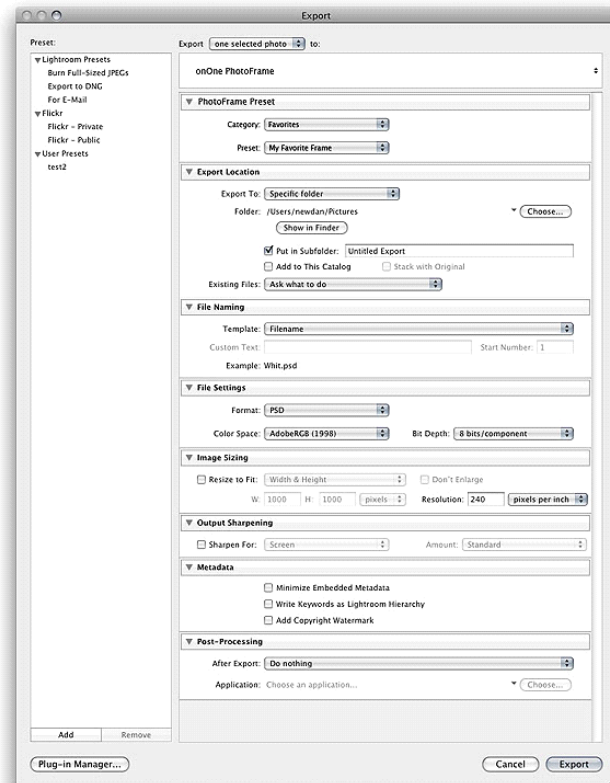 Export
Preset:
Lightroom Presets
Burn Full-Sized JPEGs
Export to DNG
For E-Mail
Flickr
Flickr - Private
Flickr - Public
User Presets
test2
Add Remove
Export one selected photo to:
onOne PhotoFrame
PhotoFrame Preset
Category: Favorites
Preset: My Favorite Frame
Export Location
Export To: Specific folder
Folder: /Users/newdan/Pictures Choose...
Show in Finder
Put in Subfolder: Untitled Export
Add to This Catalog Stack with Original
Existing Files: Ask what to do
File Naming
Template: Filename
Custom Text: Start Number: 1
Example: Whit.psd
File Settings
Format: PSD
Color Space: AdobeRGB (1998) Bit Depth: 8 bits/component
Image Sizing
Resize to Fit: Width & Height Don't Enlarge
W: 1000 H: 1000 pixels Resolution: 240 pixels per inch
Output Sharpening
Sharpen For: Screen Amount: Standard
Metadata
Minimize Embedded Metadata
Write Keywords as Lightroom Hierarchy
Add Copyright Watermark
Post-Processing
After Export: Do nothing
Application: Choose an application... Choose...
Plug-in Manager... Cancel Export